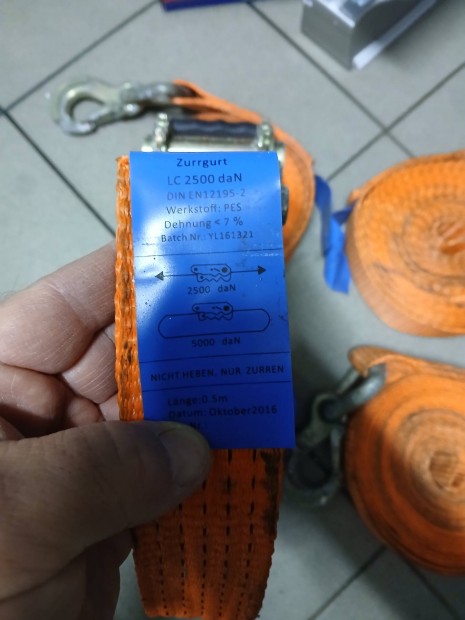 Zurrgurt
LC 2500 daN
DIN EN12195-2
Werkstoff: PES
Dehnung < 7 %
Batch Nr.: YL161321
2500 daN
5000 daN
NICHT HEBEN, NUR ZURREN
Länge:0.5m
Datum: Oktober2016